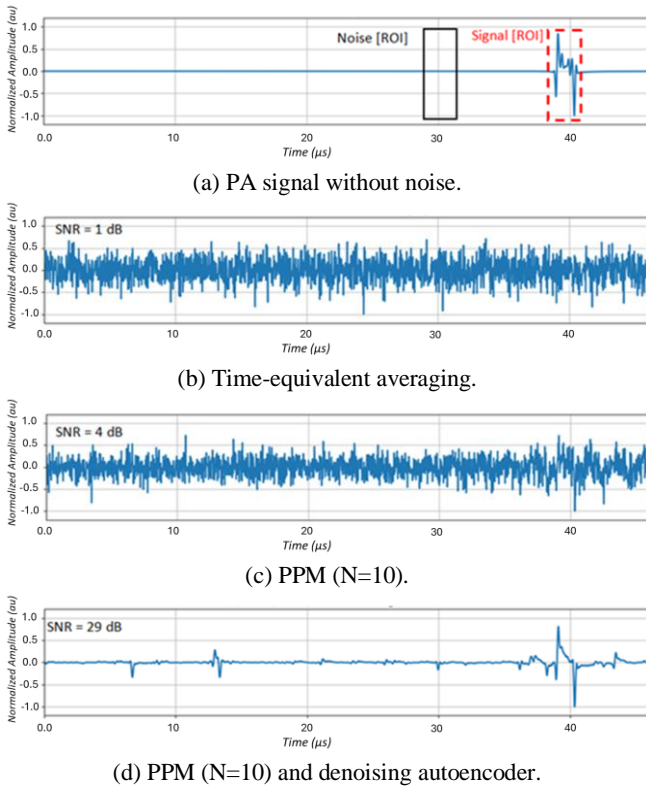 Normalized Amplitude (au)
1.0
0.5
0.0
-0.5
-1.0
Noise [ROI]
Signal [ROI]
0.0 10 20 30 40
Time (μs)
(a) PA signal without noise.
Normalized Amplitude (au)
1.0
0.5
0.0
-0.5
-1.0
SNR = 1 dB
0.0 10 20 30 40
Time (μs)
(b) Time-equivalent averaging.
Normalized Amplitude (au)
1.0
0.5
0.0
-0.5
-1.0
SNR = 4 dB
0.0 10 20 30 40
Time (μs)
(c) PPM (N=10).
Normalized Amplitude (au)
1.0
0.5
0.0
-0.5
-1.0
SNR = 29 dB
0.0 10 20 30 40
Time (μs)
(d) PPM (N=10) and denoising autoencoder.